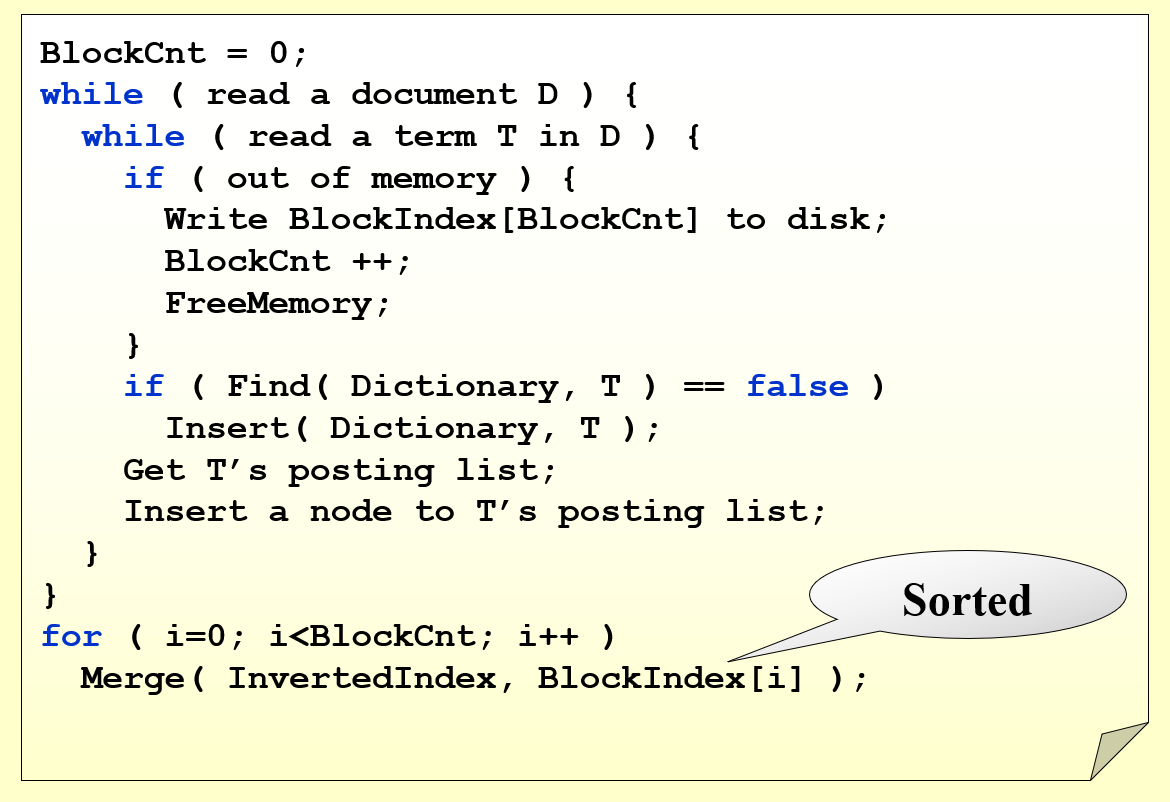 BlockCnt = 0;
while ( read a document D ) {
  while ( read a term T in D ) {
    if ( out of memory ) {
      Write BlockIndex[BlockCnt] to disk;
      BlockCnt ++;
      FreeMemory;
    }
    if ( Find( Dictionary, T ) == false )
      Insert( Dictionary, T );
    Get T’s posting list;
    Insert a node to T’s posting list;
  }
}
Sorted
for ( i=0; i<BlockCnt; i++ )
  Merge( InvertedIndex, BlockIndex[i] );